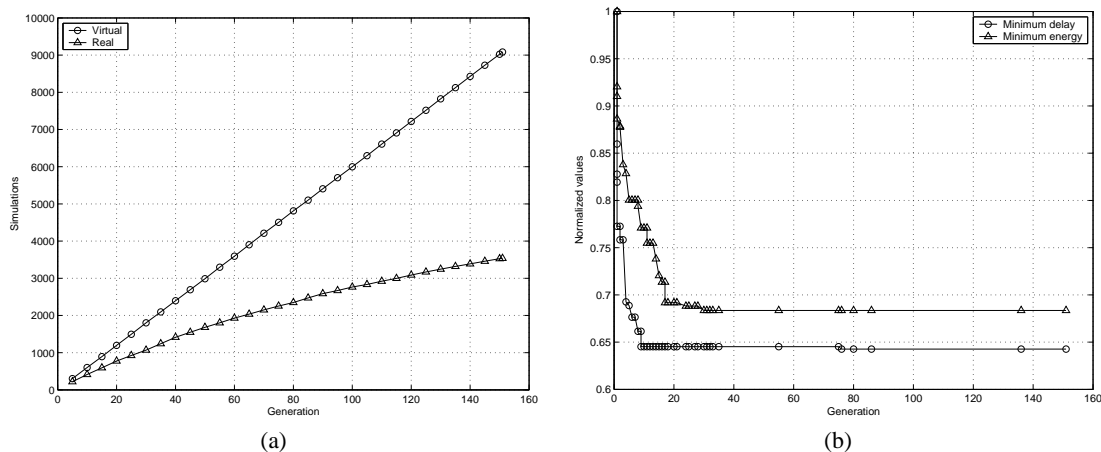 10000
9000
8000
7000
6000
5000
4000
3000
2000
1000
0
Simulations
Virtual
Real
0 20 40 60 80 100 120 140 160
Generation
(a)
1
0.95
0.9
0.85
0.8
0.75
0.7
0.65
0.6
Normalized values
Minimum delay
Minimum energy
0 20 40 60 80 100 120 140 160
Generation
(b)